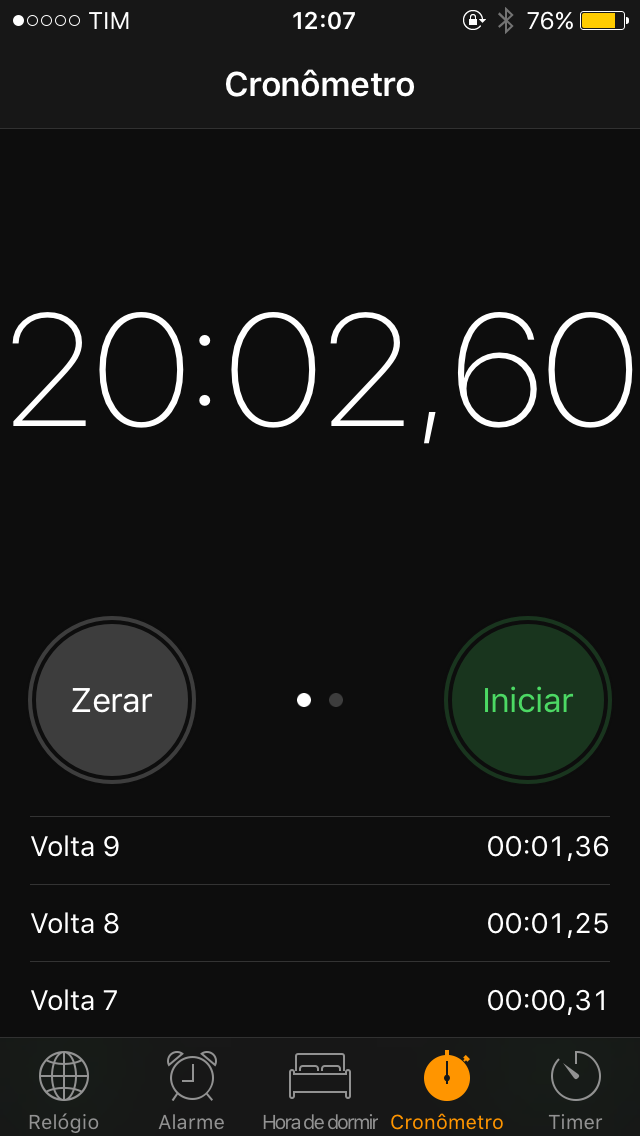 TIM 12:07 76%
Cronômetro
20:02,60
Zerar Iniciar
Volta 9 00:01,36
Volta 8 00:01,25
Volta 7 00:00,31
Relógio Alarme Hora de dormir Cronômetro Timer